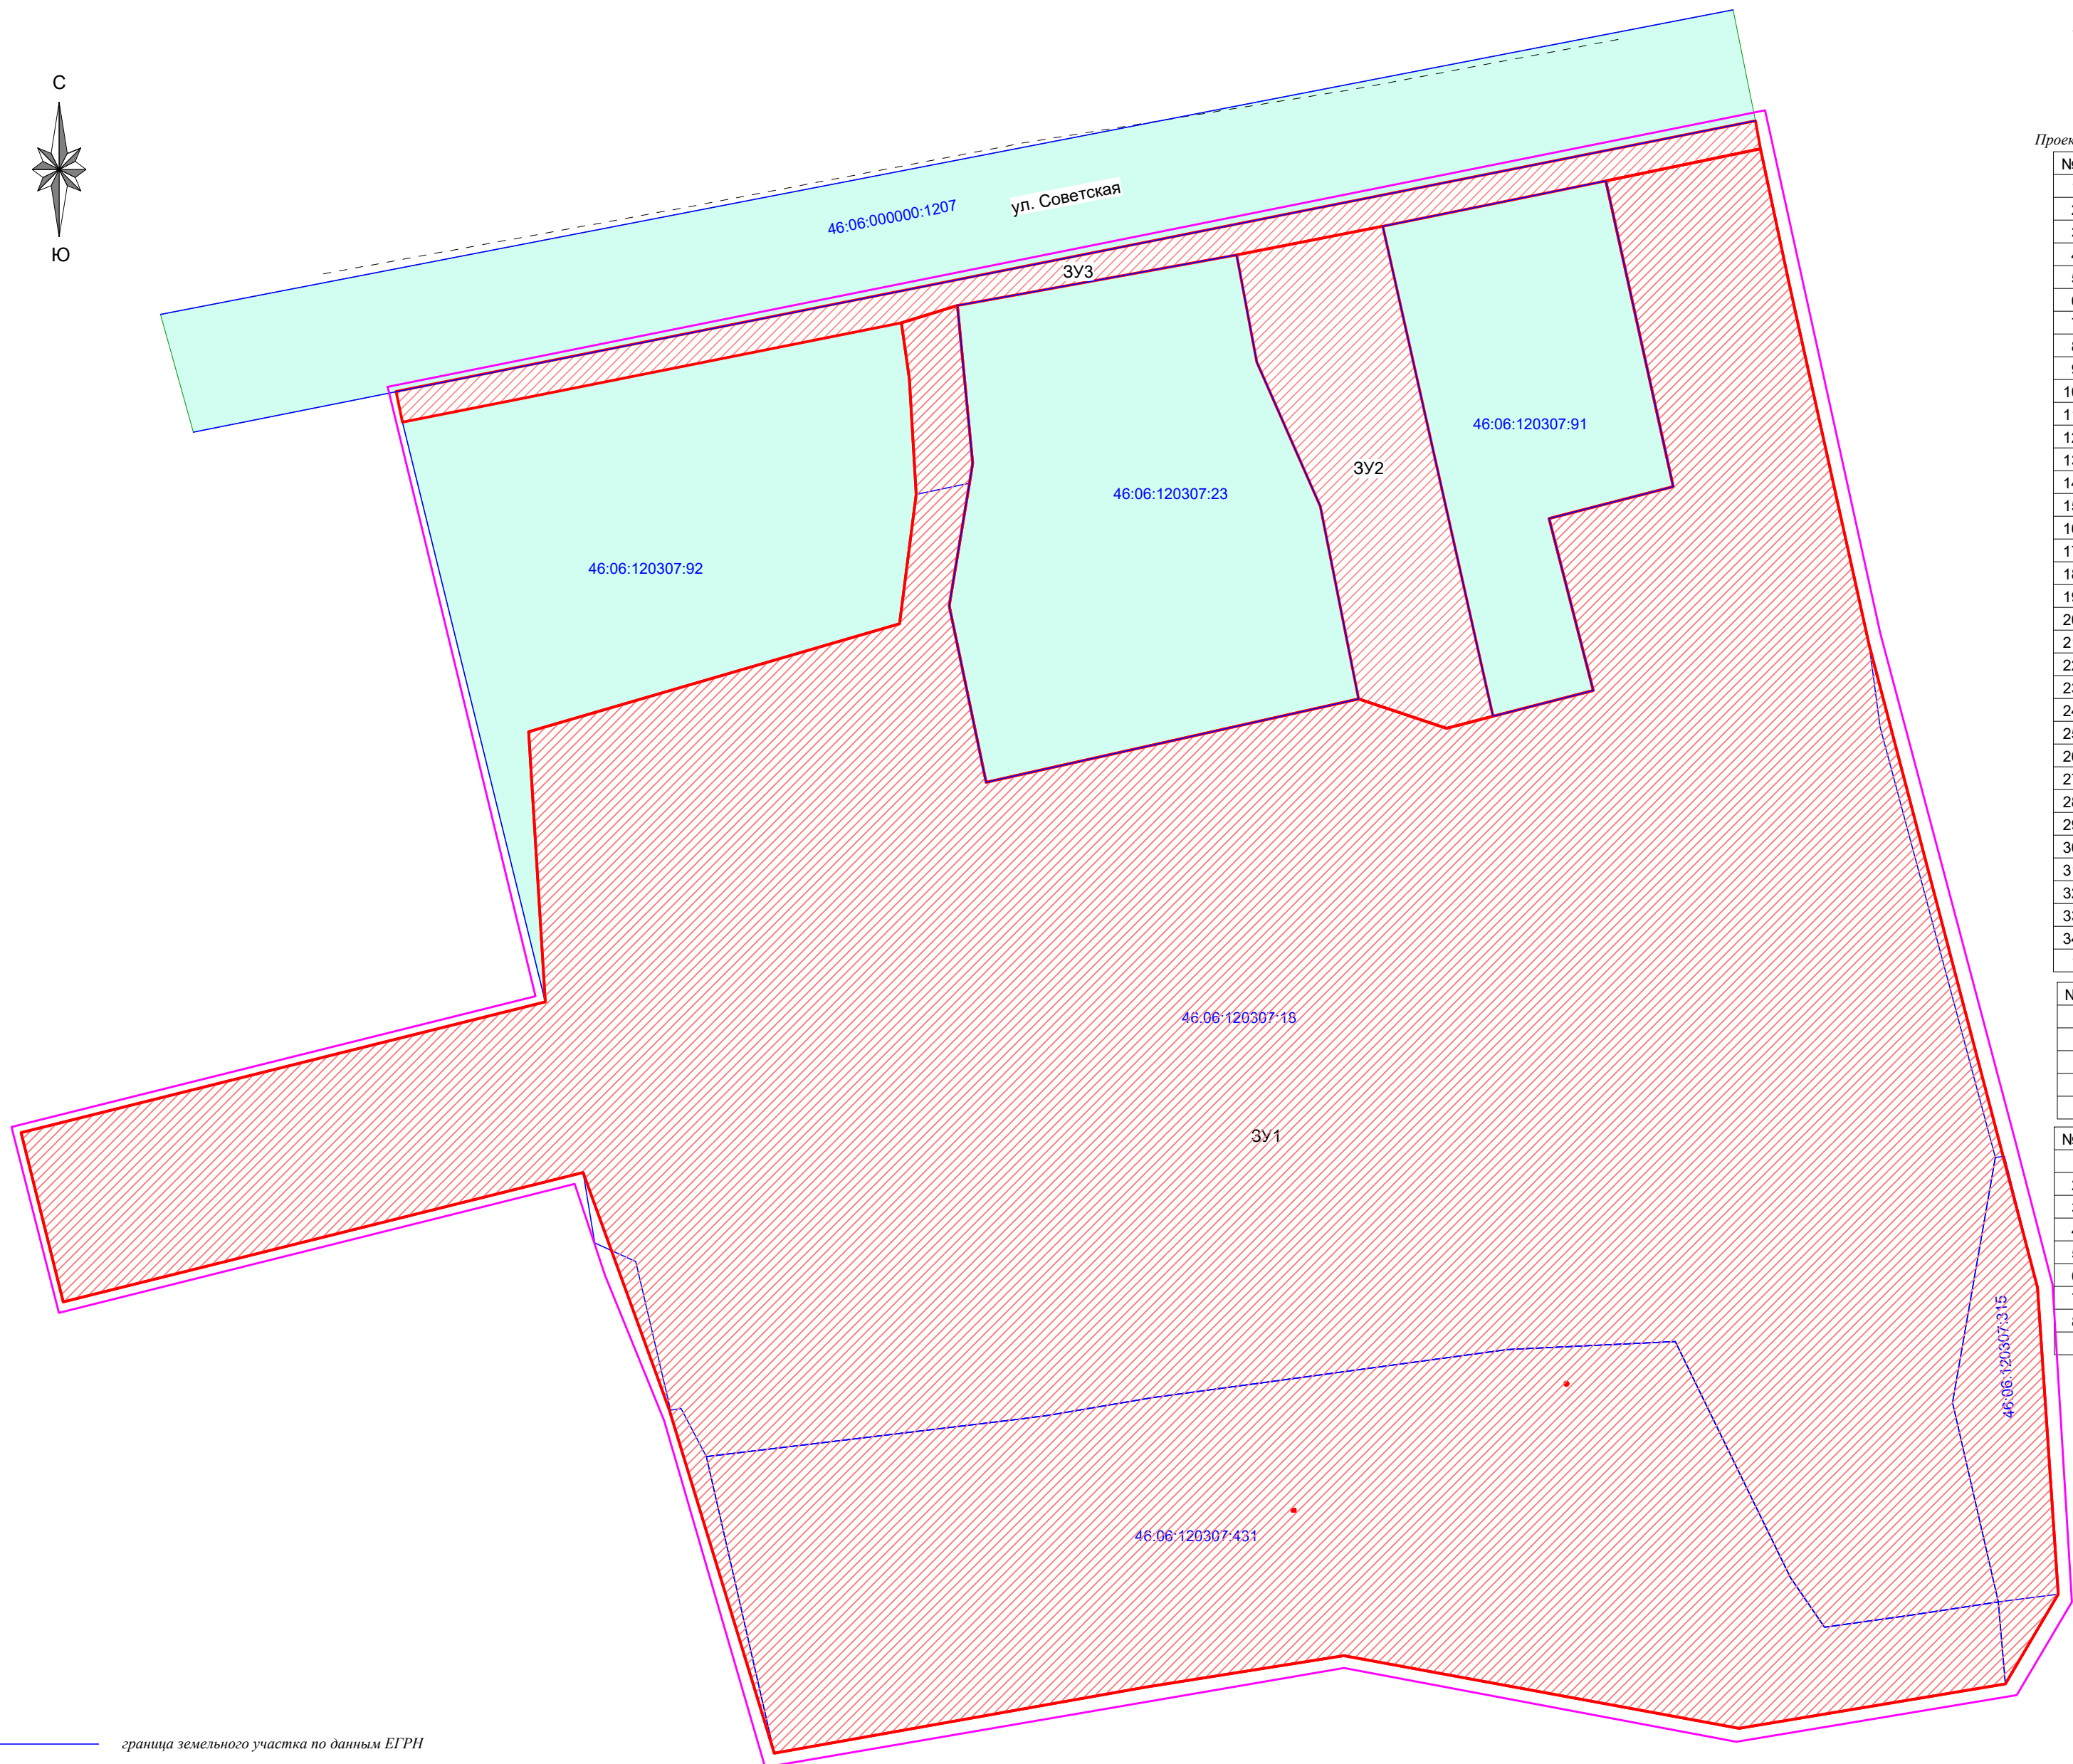 С
Ю
46:06:000000:1207
ул. Советская
Проек
ЗУ3
46:06:120307:91
ЗУ2
46:06:120307:23
46:06:120307:92
46:06:120307:18
ЗУ1
46:06:120307:315
46:06:120307:431
граница земельного участка по данным ЕГРН